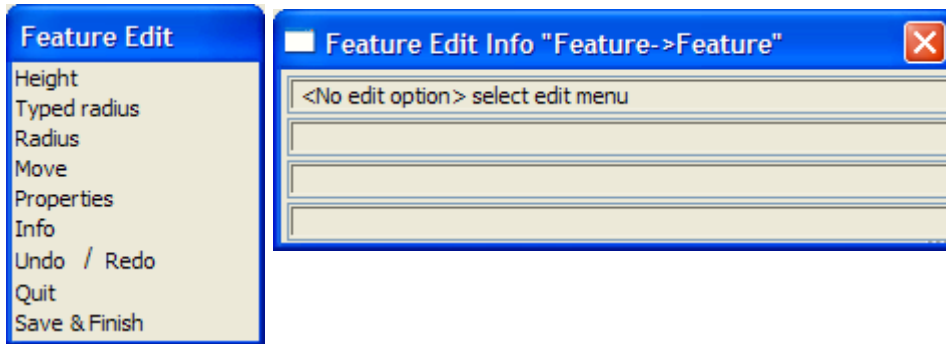 Feature Edit
Height
Typed radius
Radius
Move
Properties
Info
Undo / Redo
Quit
Save & Finish
Feature Edit Info "Feature->Feature"
<No edit option> select edit menu